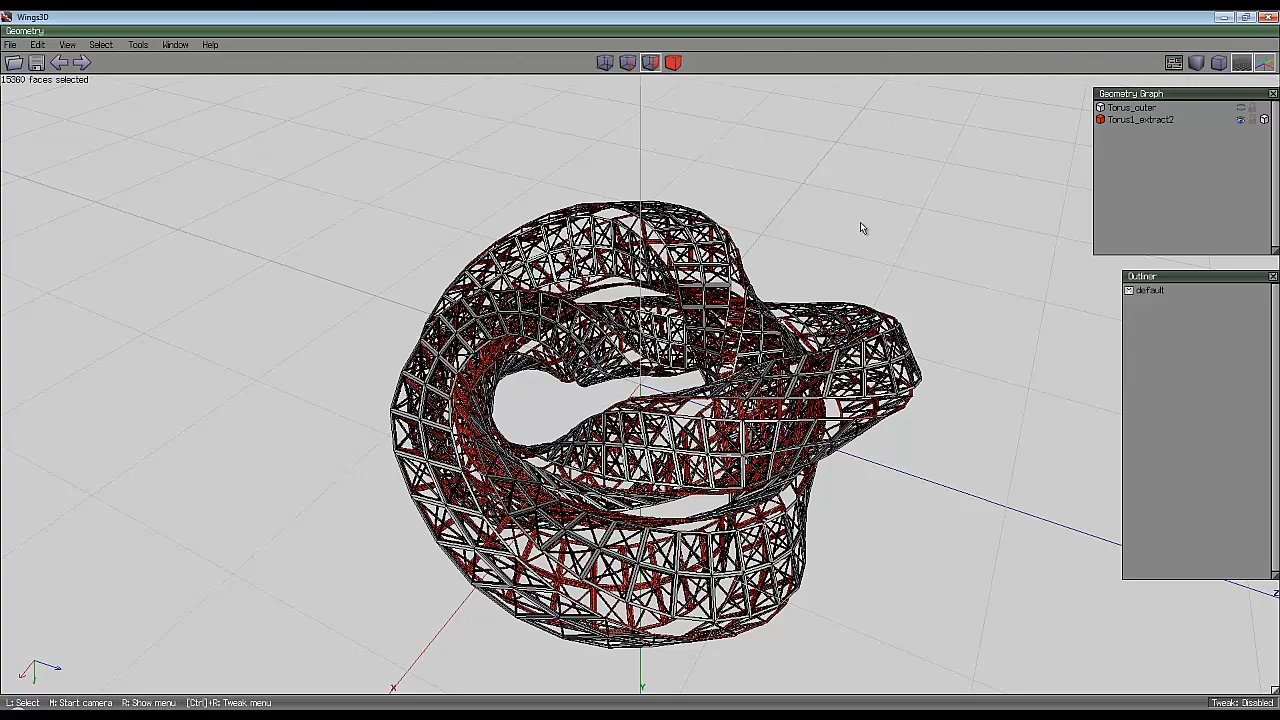 Wings3D
Geometry
File Edit View Select Tools Window Help
15360 faces selected
Geometry Graph
Torus_outer
Torus1_extract2
Outliner
default
Z
X
Y
L: Select M: Start camera R: Show menu [Ctrl]+R: Tweak menu
Tweak: Disabled